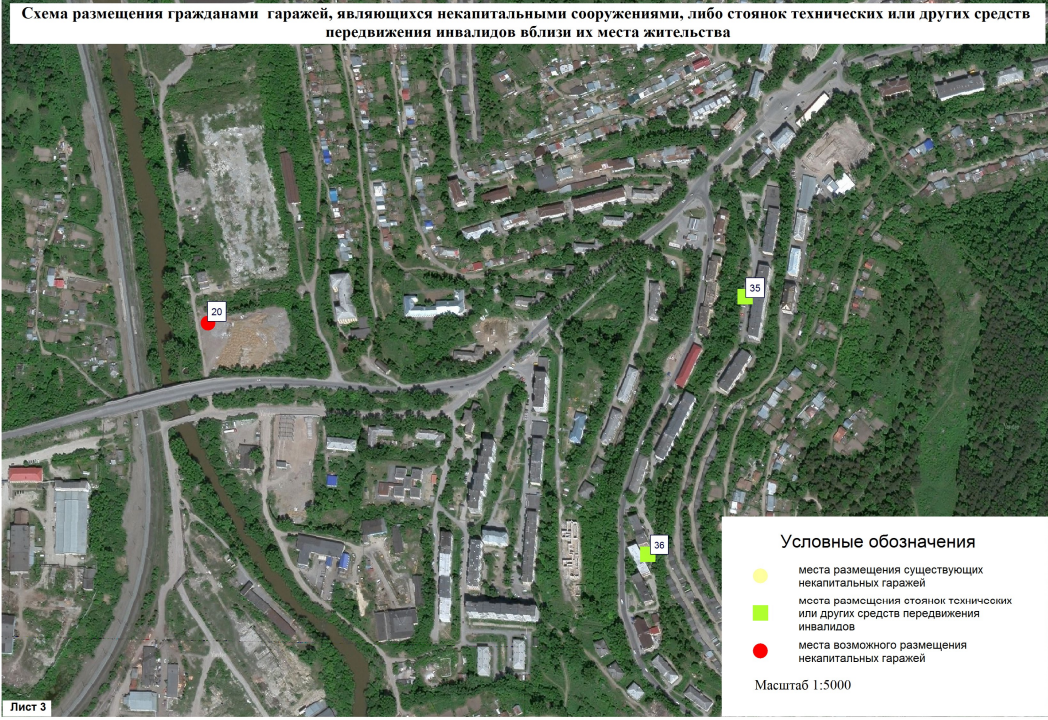 Схема размещения гражданами гаражей, являющихся некапитальными сооружениями, либо стоянок технических или других средств
передвижения инвалидов вблизи их места жительства
35
20
36
Условные обозначения
места размещения существующих
некапитальных гаражей
места размещения стоянок технических
или других средств передвижения
инвалидов
места возможного размещения
некапитальных гаражей
Масштаб 1:5000
Лист 3